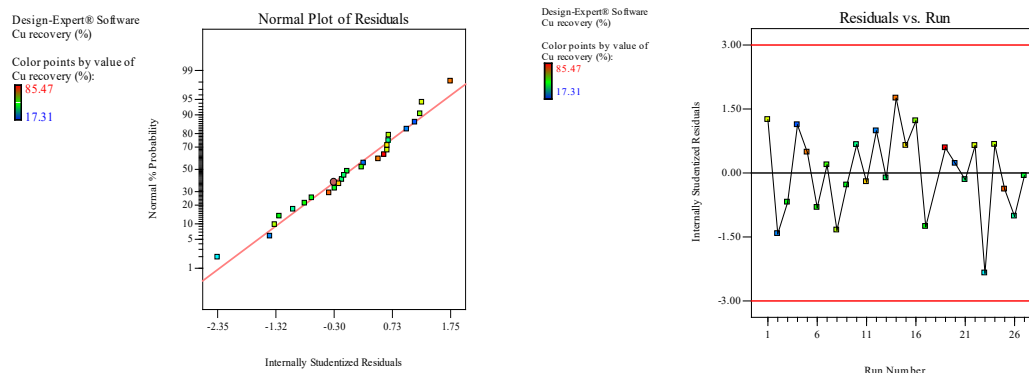 Design-Expert® Software
Cu recovery (%)
Color points by value of
Cu recovery (%):
85.47
17.31
Normal Plot of Residuals
Normal % Probability
99
95
90
80
70
50
30
20
10
5
1
-2.35
-1.32
-0.30
0.73
1.75
Internally Studentized Residuals
Design-Expert® Software
Cu recovery (%)
Color points by value of
Cu recovery (%):
85.47
17.31
Residuals vs. Run
Internally Studentized Residuals
3.00
1.50
0.00
-1.50
-3.00
1
6
11
16
21
26
Run Number